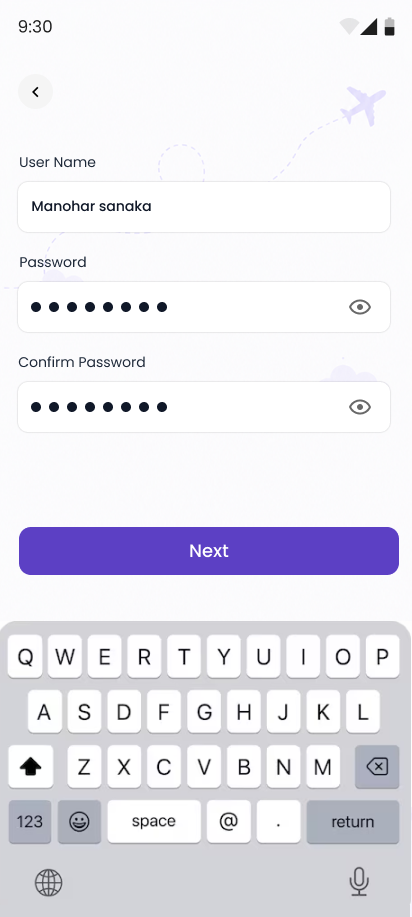 9:30
User Name
Manohar sanaka
Password
Confirm Password
Next
Q W E R T Y U I O P
A S D F G H J K L
Z X C V B N M
123 space @ . return